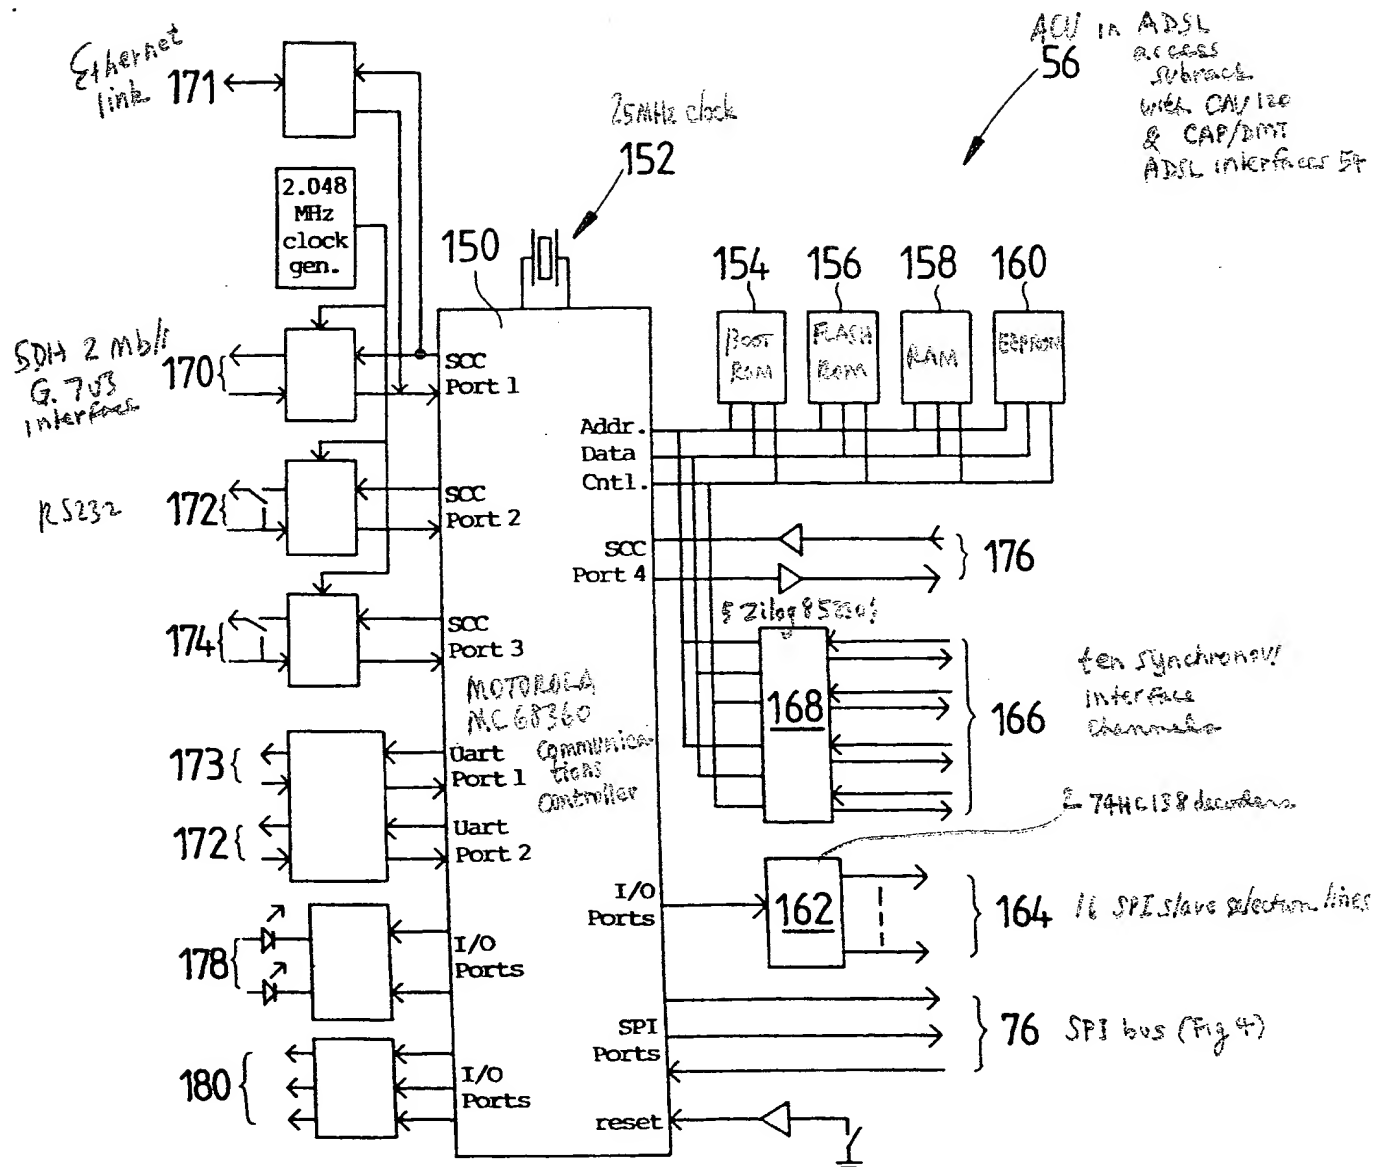 Ethernet
link 171
2.048
MHz
clock
gen.
25MHz clock
152
ACU in ADSL
56 access
subrack
with CAU 120
& CAP/DMT
ADSL interfaces 54
150
154
156
158
160
BOOT
ROM
FLASH
ROM
RAM
EEPROM
SDH 2 Mb/s
G. 703
interface
170
SCC
Port 1
RS232
172
SCC
Port 2
174
SCC
Port 3
MOTOROLA
MC68360
Communica
tions
Controller
173
Uart
Port 1
172
Uart
Port 2
178
I/O
Ports
180
I/O
Ports
Addr.
Data
Cntl.
SCC
Port 4
176
5 Zilog 85230s
168
166
ten synchronous
interface
channels
2 74HC138 decoders
I/O
Ports
162
164 16 SPI slave selection lines
SPI
Ports
76 SPI bus (Fig 4)
reset